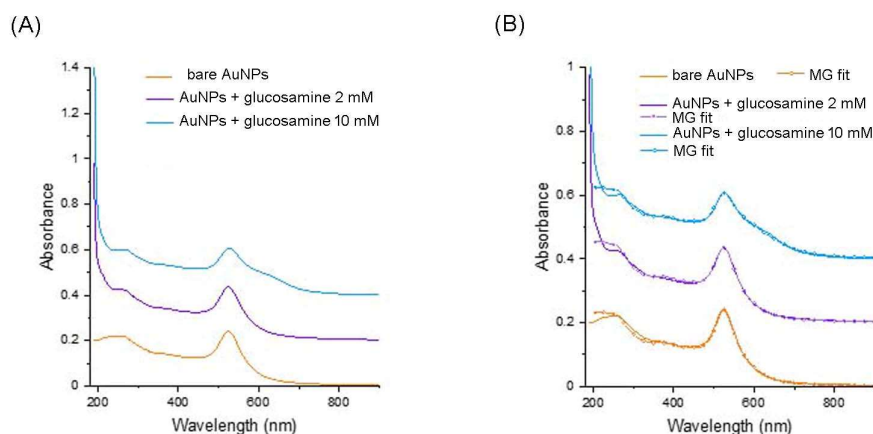 (A)
1.4
1.2
1
0.8
0.6
0.4
0.2
0
Absorbance
bare AuNPs
AuNPs + glucosamine 2 mM
AuNPs + glucosamine 10 mM
200 400 600 800
Wavelength (nm)
(B)
1
0.8
0.6
0.4
0.2
0
Absorbance
bare AuNPs MG fit
AuNPs + glucosamine 2 mM
MG fit
AuNPs + glucosamine 10 mM
MG fit
200 400 600 800
Wavelength (nm)